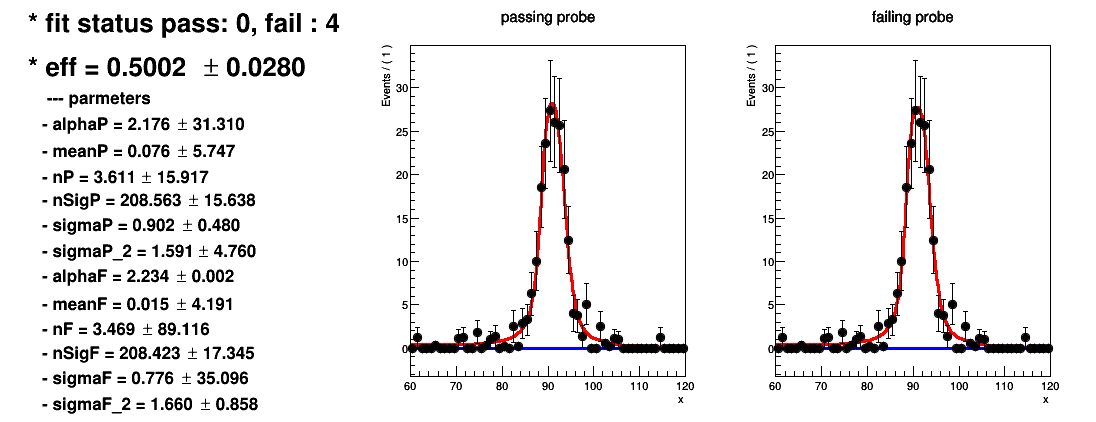 * fit status pass: 0, fail : 4
* eff = 0.5002 ± 0.0280
--- parmeters
- alphaP = 2.176 ± 31.310
- meanP = 0.076 ± 5.747
- nP = 3.611 ± 15.917
- nSigP = 208.563 ± 15.638
- sigmaP = 0.902 ± 0.480
- sigmaP_2 = 1.591 ± 4.760
- alphaF = 2.234 ± 0.002
- meanF = 0.015 ± 4.191
- nF = 3.469 ± 89.116
- nSigF = 208.423 ± 17.345
- sigmaF = 0.776 ± 35.096
- sigmaF_2 = 1.660 ± 0.858
passing probe
Events / ( 1 )
30
25
20
15
10
5
0
60 70 80 90 100 110 120
x
failing probe
Events / ( 1 )
30
25
20
15
10
5
0
60 70 80 90 100 110 120
x